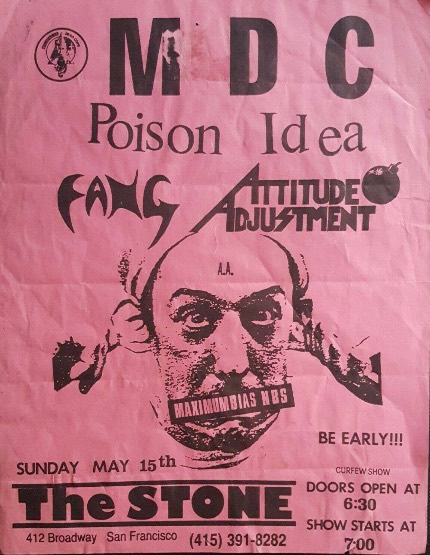 MDC
Poison Idea
FANG ATTITUDE ADJUSTMENT
A.A.
MAXIMUMBIAS NBS
BE EARLY!!!
SUNDAY MAY 15th
The STONE
412 Broadway San Francisco (415) 391-8282
CURFEW SHOW
DOORS OPEN AT
6:30
SHOW STARTS AT
7:00